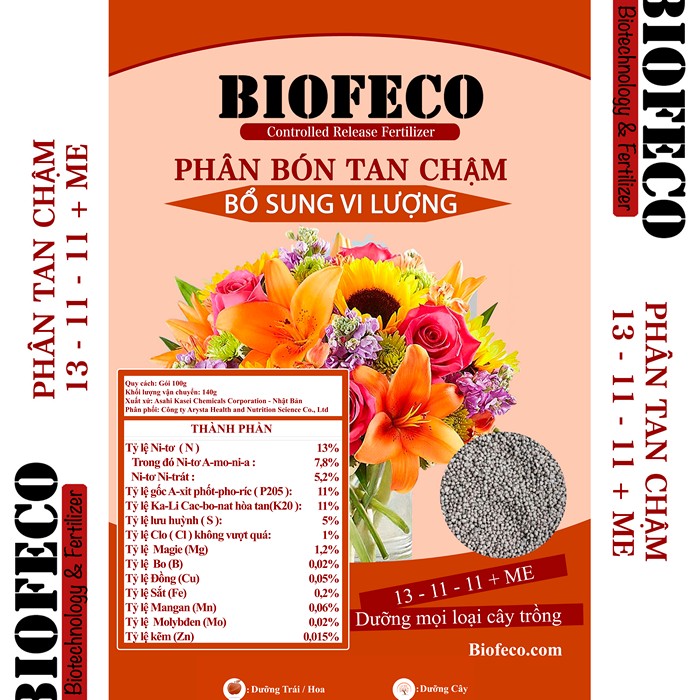 BIOFECO
Controlled Release Fertilizer
PHÂN BÓN TAN CHẬM
BỔ SUNG VI LƯỢNG
Quy cách: Gói 100g
Khối lượng vận chuyển: 140g
Xuất xứ: Asahi Kasei Chemicals Corporation - Nhật Bản
Phân phối: Công ty Arysta Health and Nutrition Science Co., Ltd
THÀNH PHẦN
Tỷ lệ Ni-tơ ( N ) 13%
Trong đó Ni-tơ A-mo-ni-a : 7,8%
Ni-tơ Ni-trát : 5,2%
Tỷ lệ gốc A-xit phốt-pho-ríc ( P205 ): 11%
Tỷ lệ Ka-Li Cac-bo-nat hòa tan(K20 ): 11%
Tỷ lệ lưu huỳnh ( S ): 5%
Tỷ lệ Clo ( Cl ) không vượt quá: 1%
Tỷ lệ Magie (Mg) 1,2%
Tỷ lệ Bo (B) 0,02%
Tỷ lệ Đồng (Cu) 0,05%
Tỷ lệ Sắt (Fe) 0,2%
Tỷ lệ Mangan (Mn) 0,06%
Tỷ lệ Molybđen (Mo) 0,02%
Tỷ lệ kẽm (Zn) 0,015%
13 - 11 - 11 + ME
Dưỡng mọi loại cây trồng
Biofeco.com
: Dưỡng Trái / Hoa
: Dưỡng Cây
PHÂN TAN CHẬM
13 - 11 - 11 + ME
BIOFECO
Biotechnology & Fertilizer
BIOFECO
Biotechnology & Fertilizer
PHÂN TAN CHẬM
13 - 11 - 11 + ME